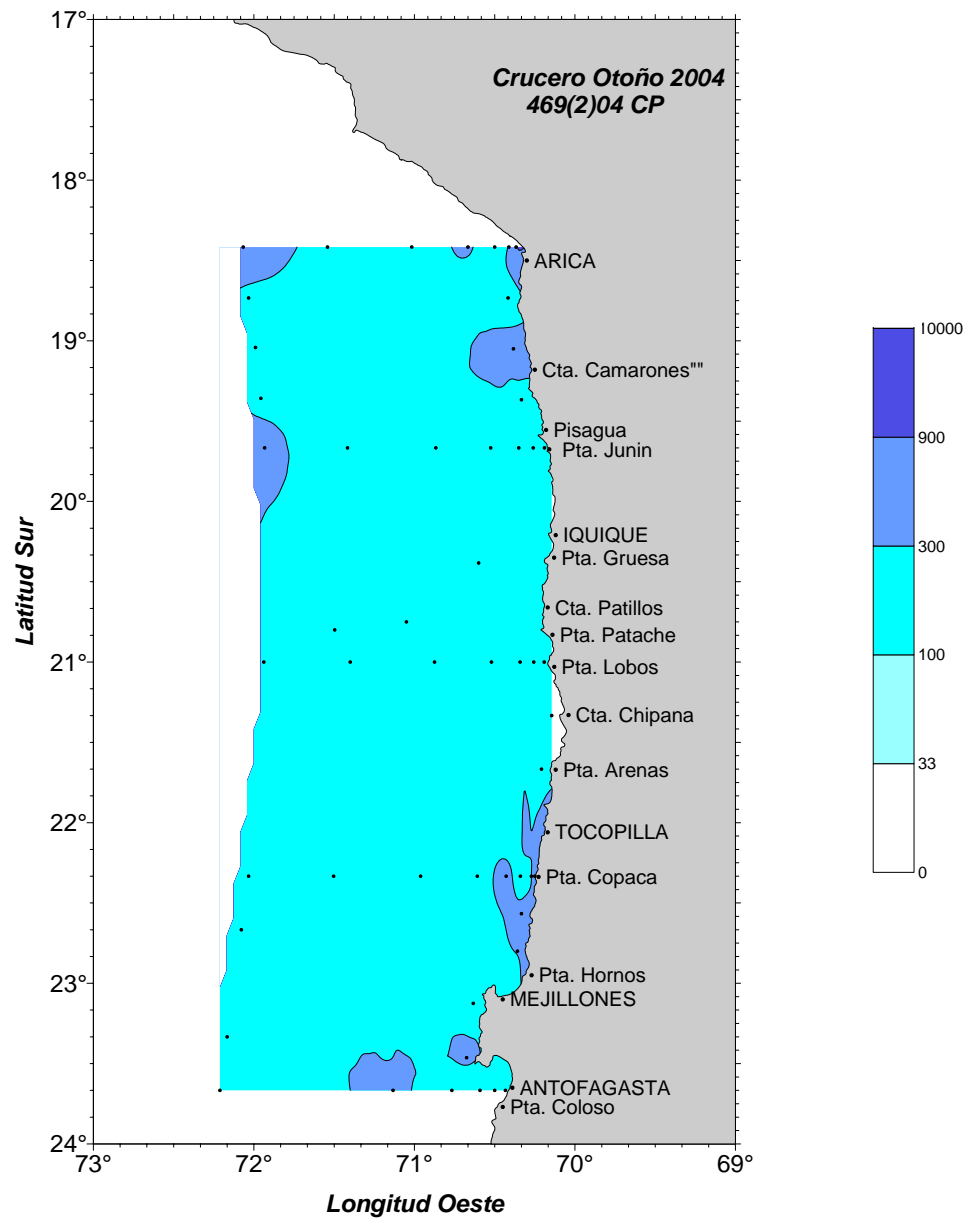 17°
Crucero Otoño 2004
469(2)04 CP
18°
ARICA
19°
10000
Cta. Camarones""
Pisagua
900
Pta. Junin
20°
IQUIQUE
300
Pta. Gruesa
Latitud Sur
Cta. Patillos
Pta. Patache
100
21°
Pta. Lobos
Cta. Chipana
33
Pta. Arenas
22°
TOCOPILLA
0
Pta. Copaca
23°
Pta. Hornos
MEJILLONES
ANTOFAGASTA
Pta. Coloso
24°
73°
72°
71°
70°
69°
Longitud Oeste